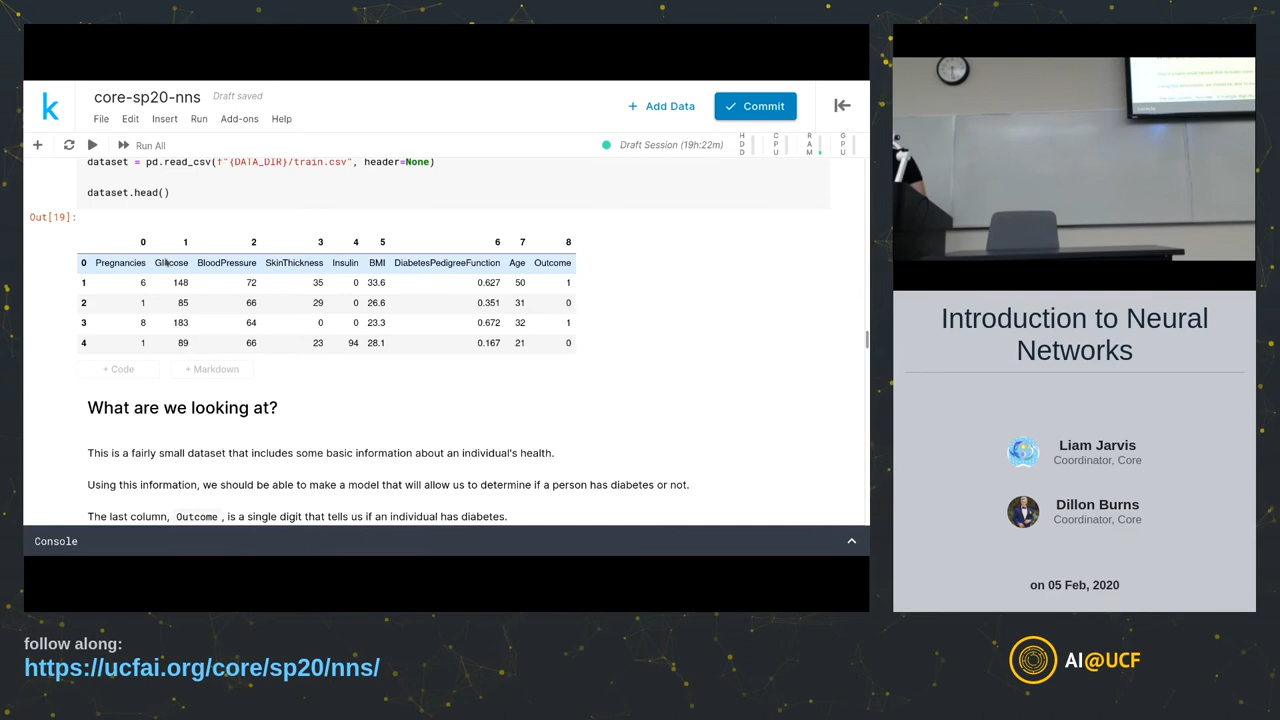 core-sp20-nns Draft saved
File Edit Insert Run Add-ons Help
+ Add Data
Commit
Run All
Draft Session (19h:22m)
HDD
CPU
RAM
GPU
dataset = pd.read_csv(f"{DATA_DIR}/train.csv", header=None)
dataset.head()
Out[19]:
0 1 2 3 4 5 6 7 8
0 Pregnancies Glucose BloodPressure SkinThickness Insulin BMI DiabetesPedigreeFunction Age Outcome
1 6 148 72 35 0 33.6 0.627 50 1
2 1 85 66 29 0 26.6 0.351 31 0
3 8 183 64 0 0 23.3 0.672 32 1
4 1 89 66 23 94 28.1 0.167 21 0
+ Code + Markdown
What are we looking at?
This is a fairly small dataset that includes some basic information about an individual's health.
Using this information, we should be able to make a model that will allow us to determine if a person has diabetes or not.
The last column, Outcome, is a single digit that tells us if an individual has diabetes.
Console
Introduction to Neural
Networks
Liam Jarvis
Coordinator, Core
Dillon Burns
Coordinator, Core
on 05 Feb, 2020
follow along:
https://ucfai.org/core/sp20/nns/
AI@UCF